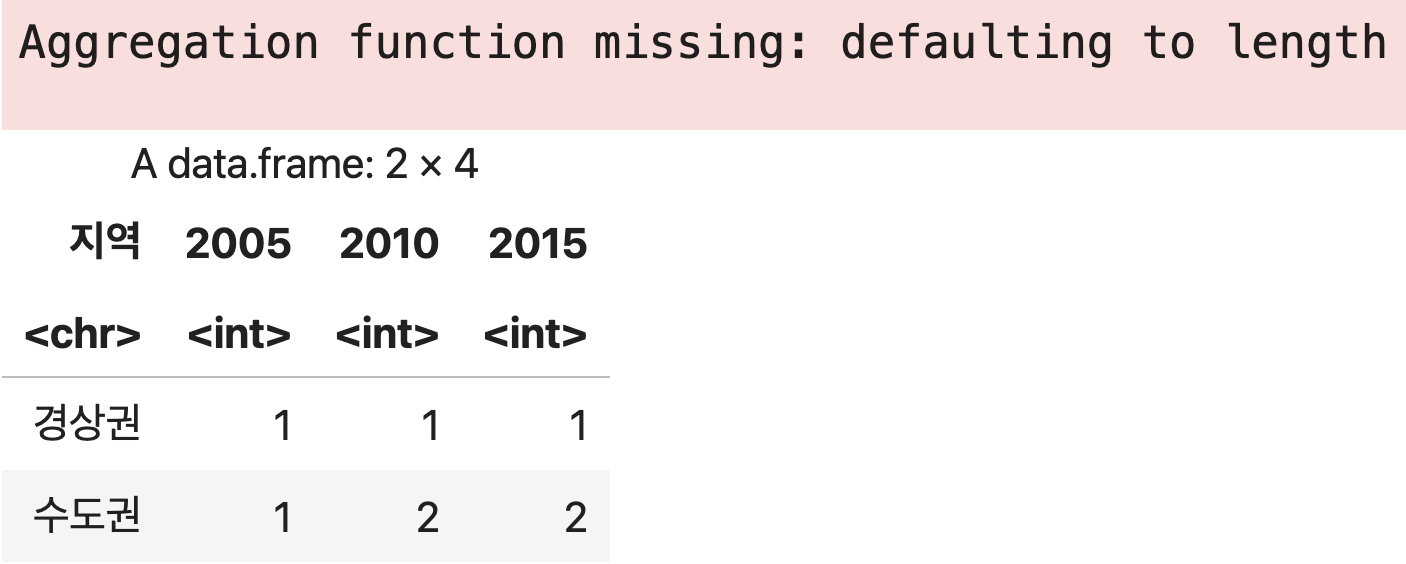 Aggregation function missing: defaulting to length
A data.frame: 2 × 4
지역 2005 2010 2015
<chr> <int> <int> <int>
경상권 1 1 1
수도권 1 2 2